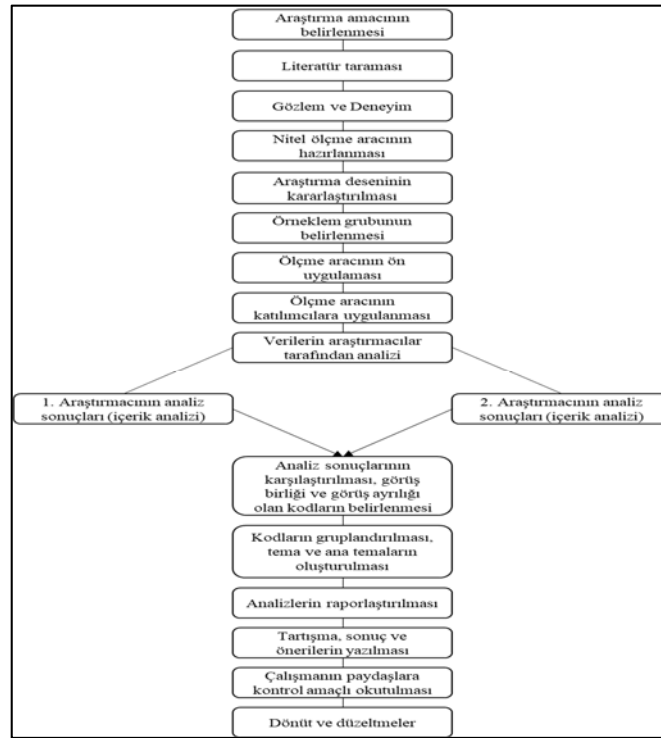 Araştırma amacının
belirlenmesi
Literatür taraması
Gözlem ve Deneyim
Nitel ölçme aracının
hazırlanması
Araştırma deseninin
kararlaştırılması
Örneklem grubunun
belirlenmesi
Ölçme aracının ön
uygulaması
Ölçme aracının
katılımcılara uygulanması
Verilerin araştırmacılar
tarafından analizi
1. Araştırmacının analiz
sonuçları (içerik analizi)
2. Araştırmacının analiz
sonuçları (içerik analizi)
Analiz sonuçlarının
karşılaştırılması, görüş
birliği ve görüş ayrılığı
olan kodların belirlenmesi
Kodların gruplandırılması,
tema ve ana temaların
oluşturulması
Analizlerin raporlaştırılması
Tartışma, sonuç ve
önerilerin yazılması
Çalışmanın paydaşlara
kontrol amaçlı okutulması
Dönüt ve düzeltmeler